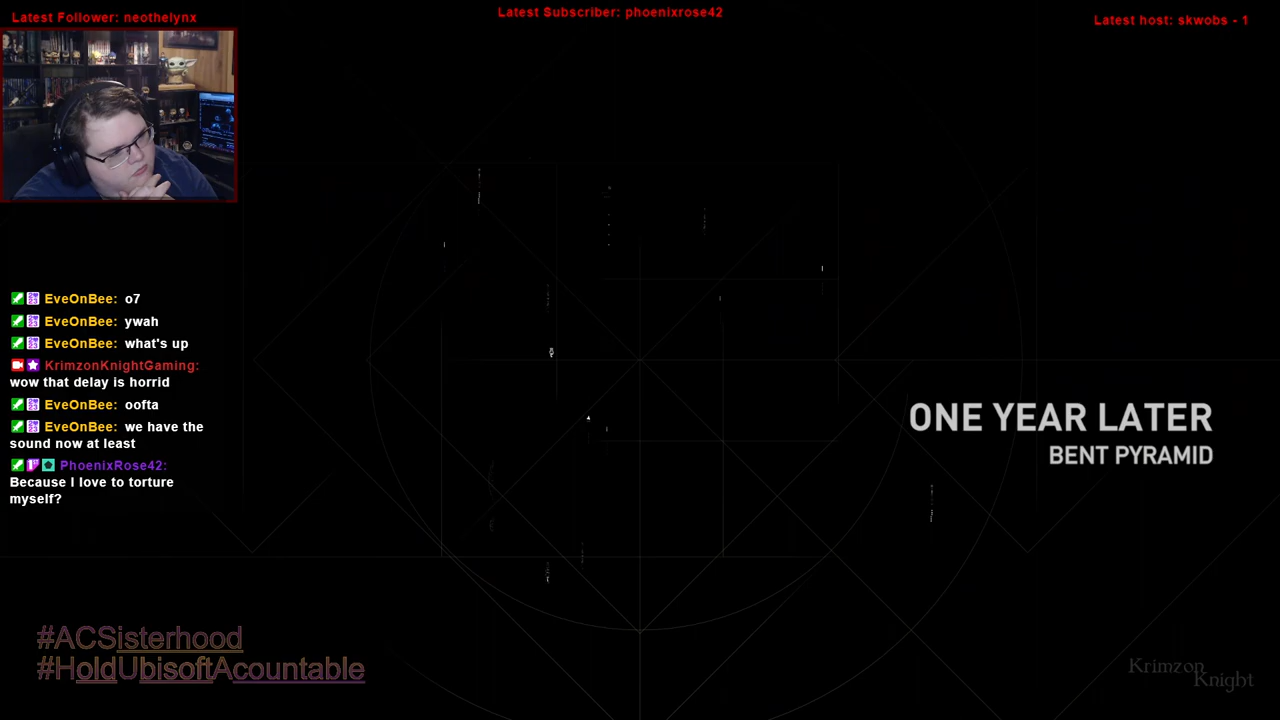 Latest Follower: neothelynx
Latest Subscriber: phoenixrose42
Latest host: skwobs - 1
EveOnBee: o7
EveOnBee: ywah
EveOnBee: what's up
KrimzonKnightGaming:
wow that delay is horrid
EveOnBee: oofta
EveOnBee: we have the
sound now at least
PhoenixRose42:
Because I love to torture
myself?
ONE YEAR LATER
BENT PYRAMID
#ACSisterhood
#HoldUbisoftAcountable
Krimzon
Knight